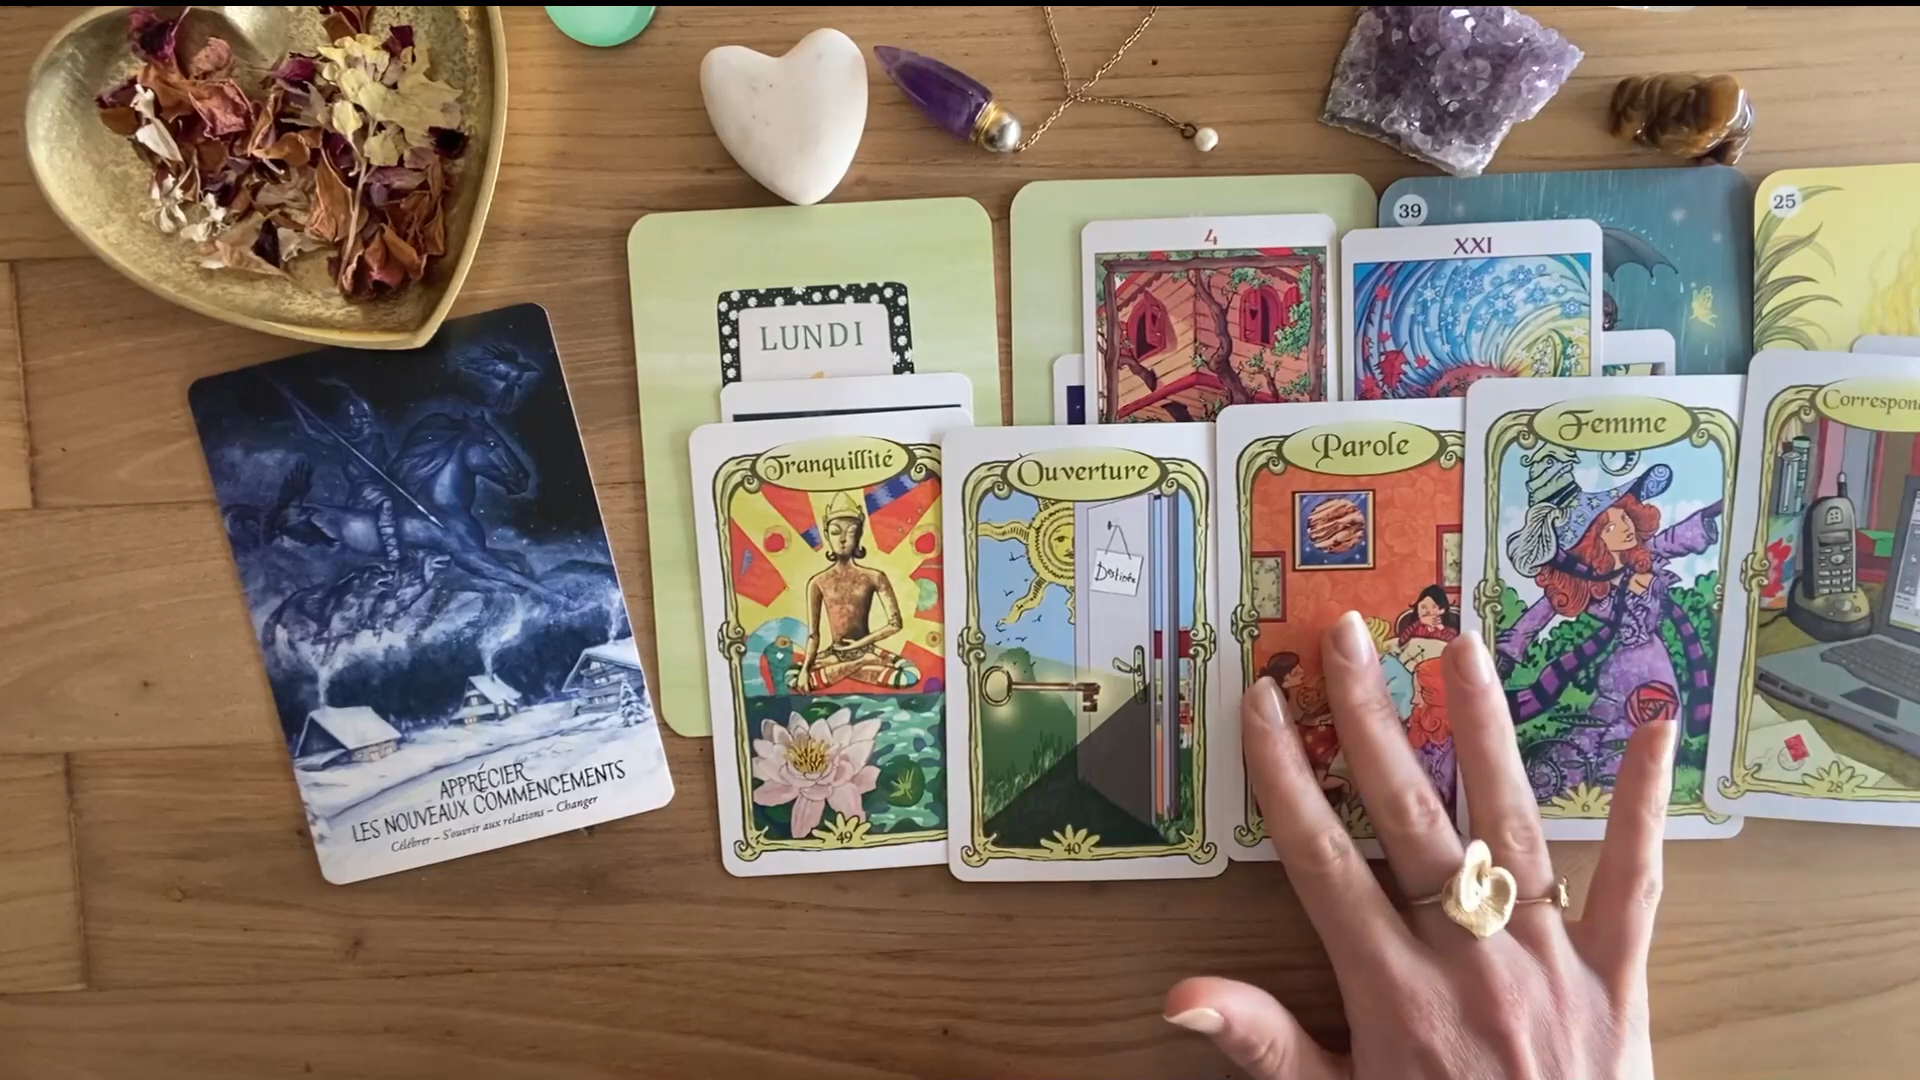 39
25
4
XXI
LUNDI
Tranquillité
49
Ouverture
Destinée
40
Parole
Femme
6
28
APPRÉCIER
LES NOUVEAUX COMMENCEMENTS
Célébrer – S'ouvrir aux relations – Changer